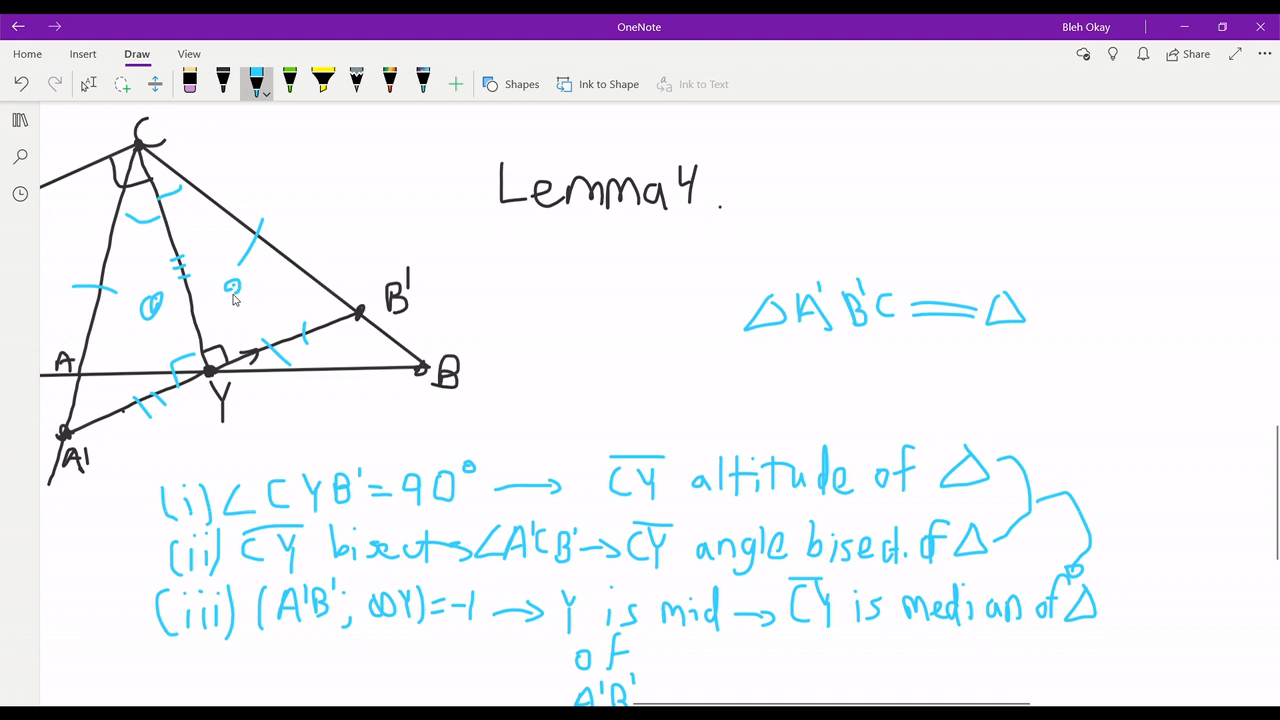 OneNote
Bleh Okay
Home Insert Draw View
Share
Shapes Ink to Shape Ink to Text
C
Lemma 4.
B'
△A'B'C = △
A
B
Y
A'
(i) ∠CYB' = 90° → CY altitude of △
(ii) CY bisects ∠A'CB' → CY angle bisect. of △
(iii) (A'B'; ∞Y) = -1 → Y is mid → CY is median of △
of
A'B'